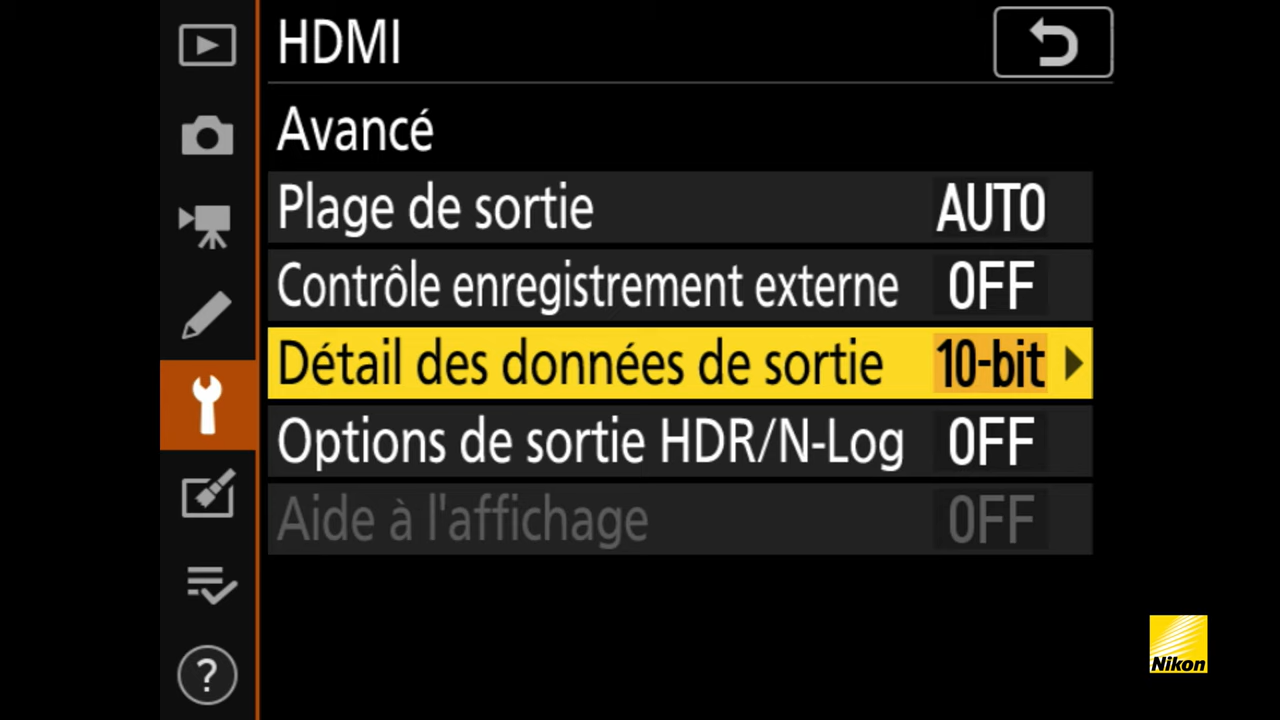 HDMI
Avancé
Plage de sortie AUTO
Contrôle enregistrement externe OFF
Détail des données de sortie 10-bit
Options de sortie HDR/N-Log OFF
Aide à l'affichage OFF
?
Nikon